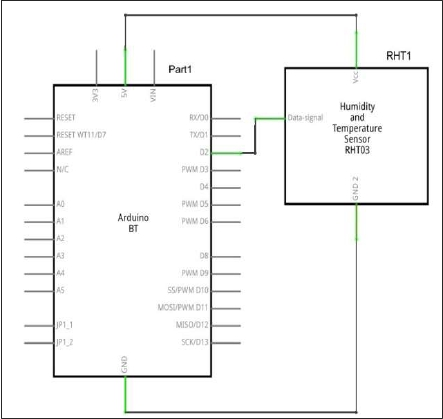 Part1
3V3
5V
VIN
RESET
RESET WT11/D7
AREF
N/C
A0
A1
A2
A3
A4
A5
JP1_1
JP1_2
Arduino
BT
RX/D0
TX/D1
D2
PWM D3
D4
PWM D5
PWM D6
D8
PWM D9
SS/PWM D10
MOSI/PWM D11
MISO/D12
SCK/D13
GND
RHT1
Vcc
Data-signal
Humidity
and
Temperature
Sensor
RHT03
GND 2